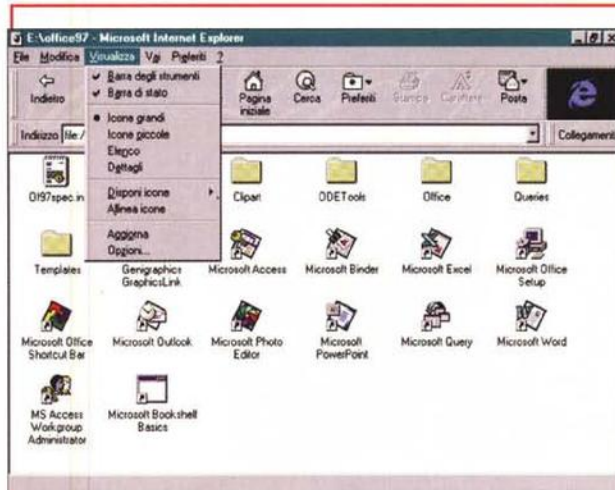 E:\office97 - Microsoft Internet Explorer
File Modifica Visualizza Vai Preferiti ?
Indietro
Pagina iniziale
Cerca
Preferiti
Stampa
Carattere
Posta
Barra degli strumenti
Barra di stato
Icone grandi
Icone piccole
Elenco
Dettagli
Disponi icone
Allinea icone
Aggiorna
Opzioni...
Indirizzo file:/
Collegamenti
Of97spec.in
Clipart
ODETools
Office
Queries
Templates
Genigraphics
GraphicsLink
Microsoft Access
Microsoft Binder
Microsoft Excel
Microsoft Office
Setup
Microsoft Office
Shortcut Bar
Microsoft Outlook
Microsoft Photo
Editor
Microsoft
PowerPoint
Microsoft Query
Microsoft Word
MS Access
Workgroup
Administrator
Microsoft Bookshelf
Basics